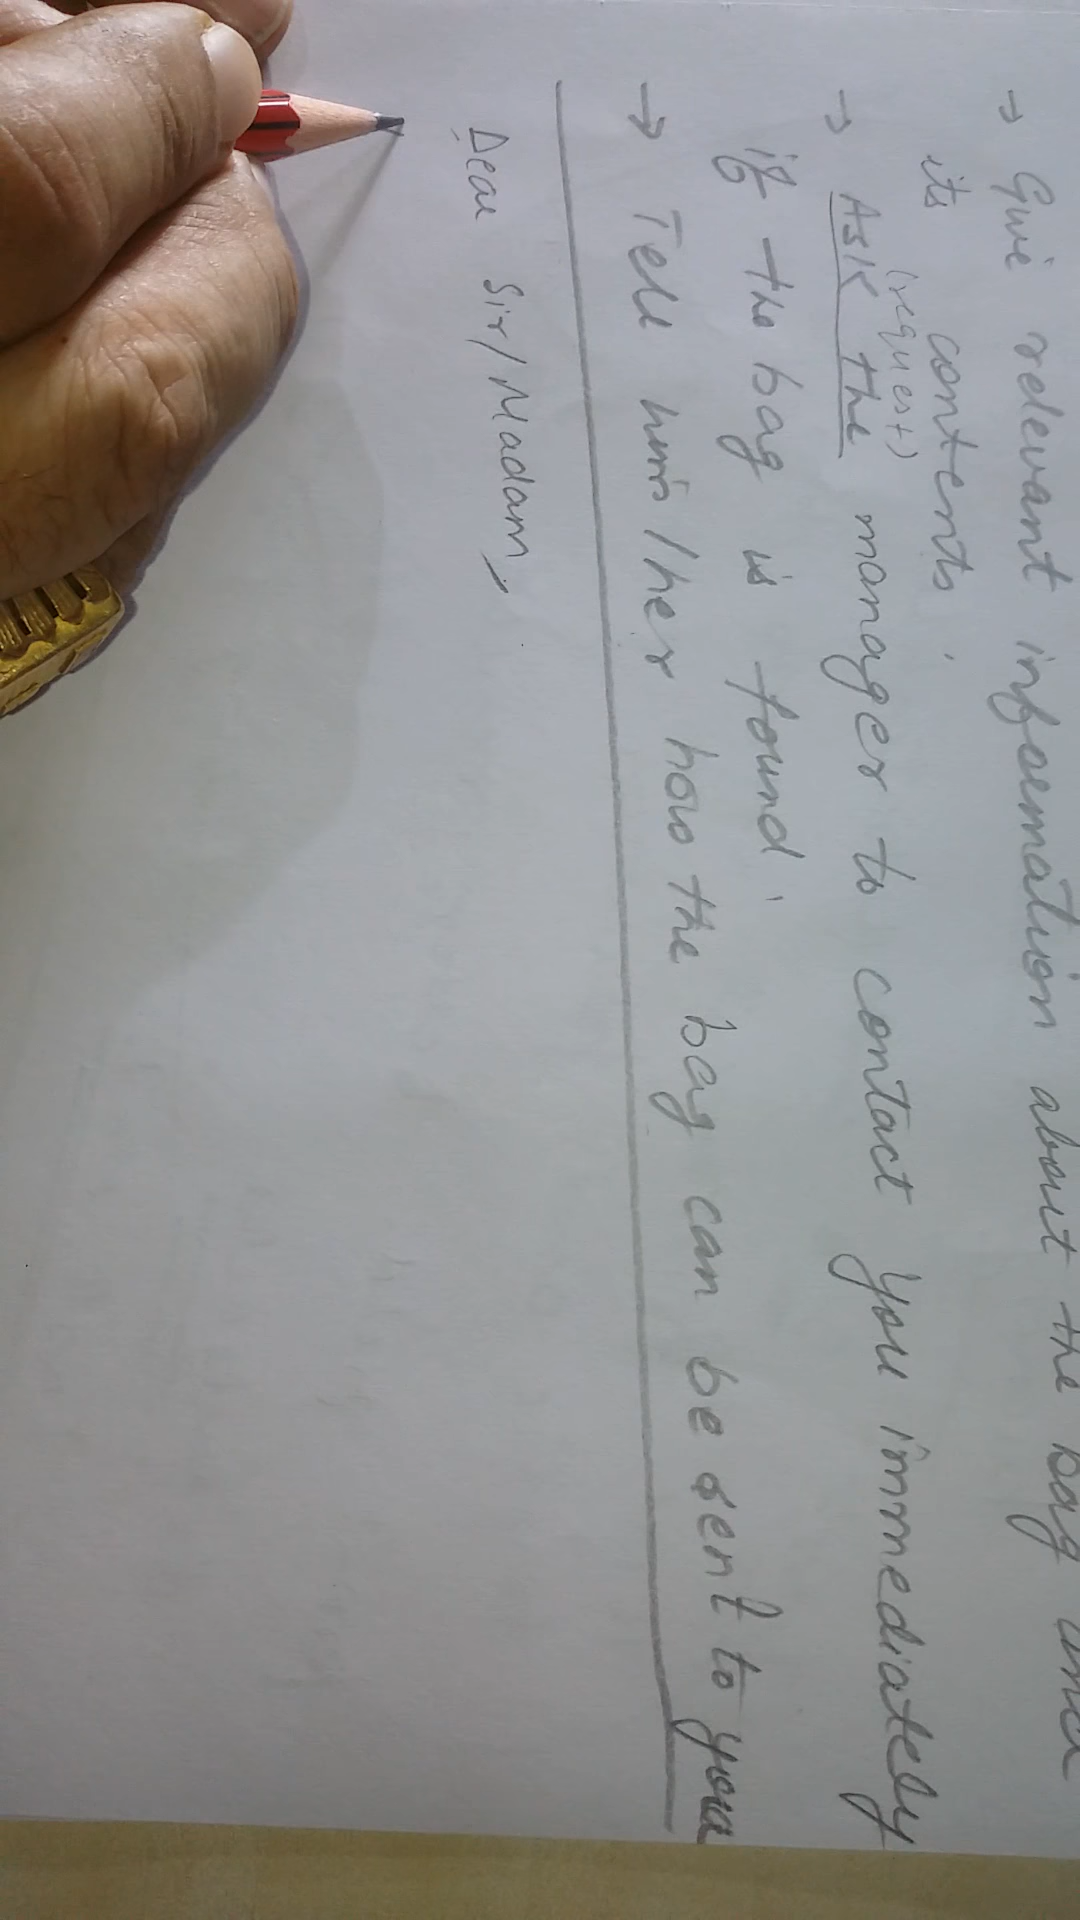 → Give relevant information about the bag and
its contents.
(request)
→ Ask the manager to contact you immediately
if the bag is found.
→ Tell him/her how the bag can be sent to you
Dear Sir/Madam,